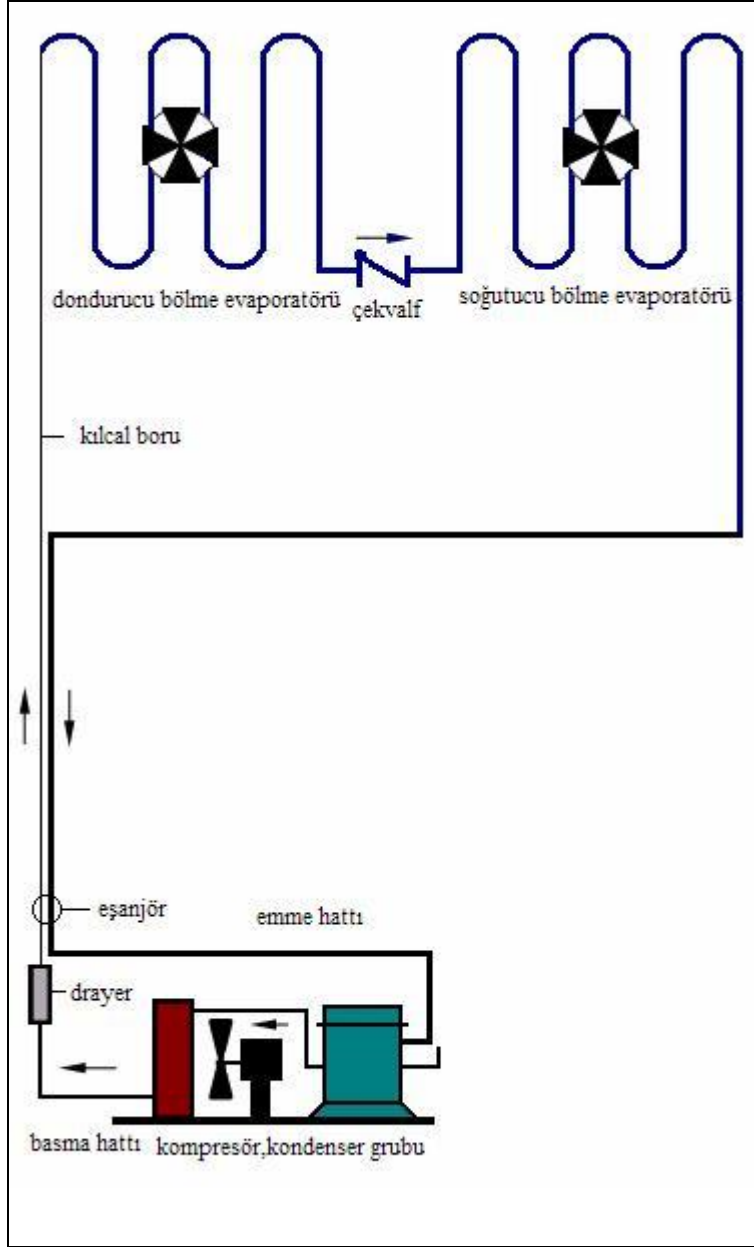 dondurucu bölme evaporatörü
çekvalf
soğutucu bölme evaporatörü
kılcal boru
eşanjör
emme hattı
drayer
basma hattı
kompresör,kondenser grubu